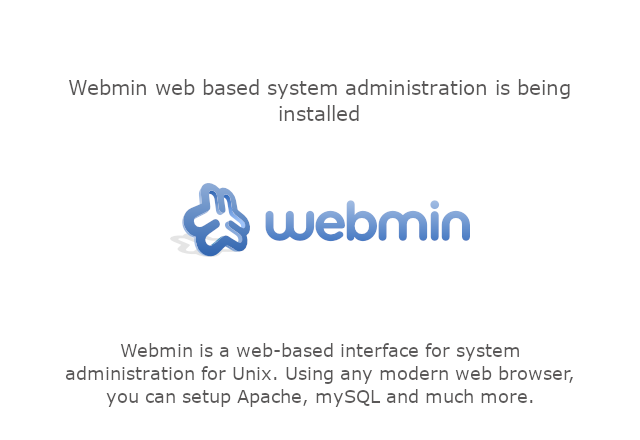 Webmin web based system administration is being
installed
webmin
Webmin is a web-based interface for system
administration for Unix. Using any modern web browser,
you can setup Apache, mySQL and much more.